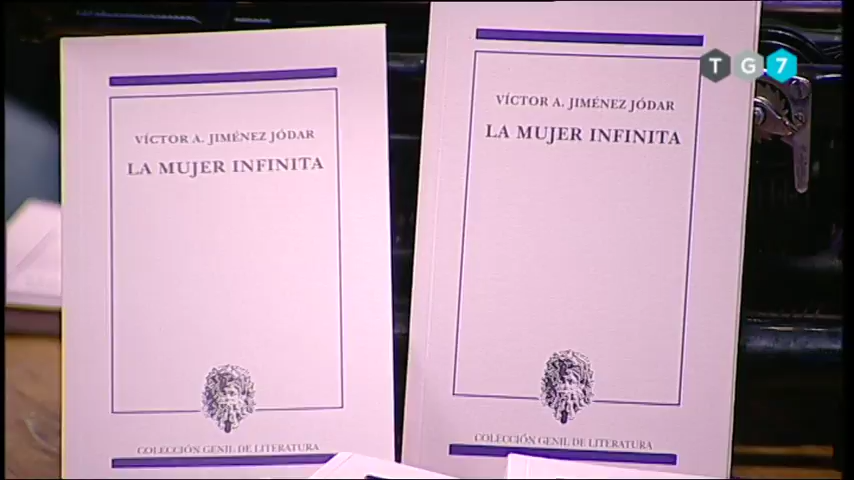 TG7
VÍCTOR A. JIMÉNEZ JÓDAR
LA MUJER INFINITA
COLECCIÓN GENIL DE LITERATURA
VÍCTOR A. JIMÉNEZ JÓDAR
LA MUJER INFINITA
COLECCIÓN GENIL DE LITERATURA